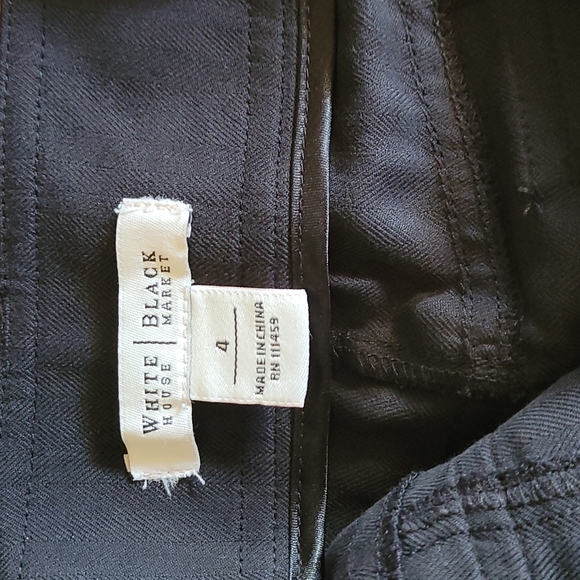 WHITE | BLACK
HOUSE | MARKET
4
MADE IN CHINA
RN 111459